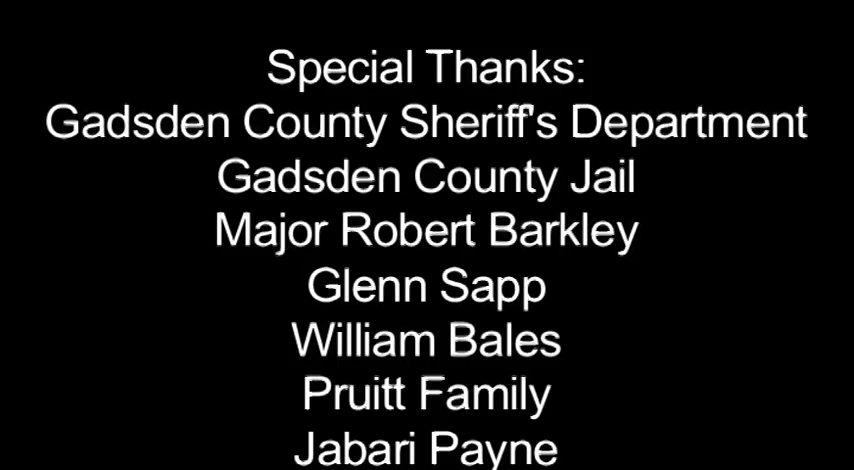 Special Thanks:
Gadsden County Sheriff's Department
Gadsden County Jail
Major Robert Barkley
Glenn Sapp
William Bales
Pruitt Family
Jabari Payne